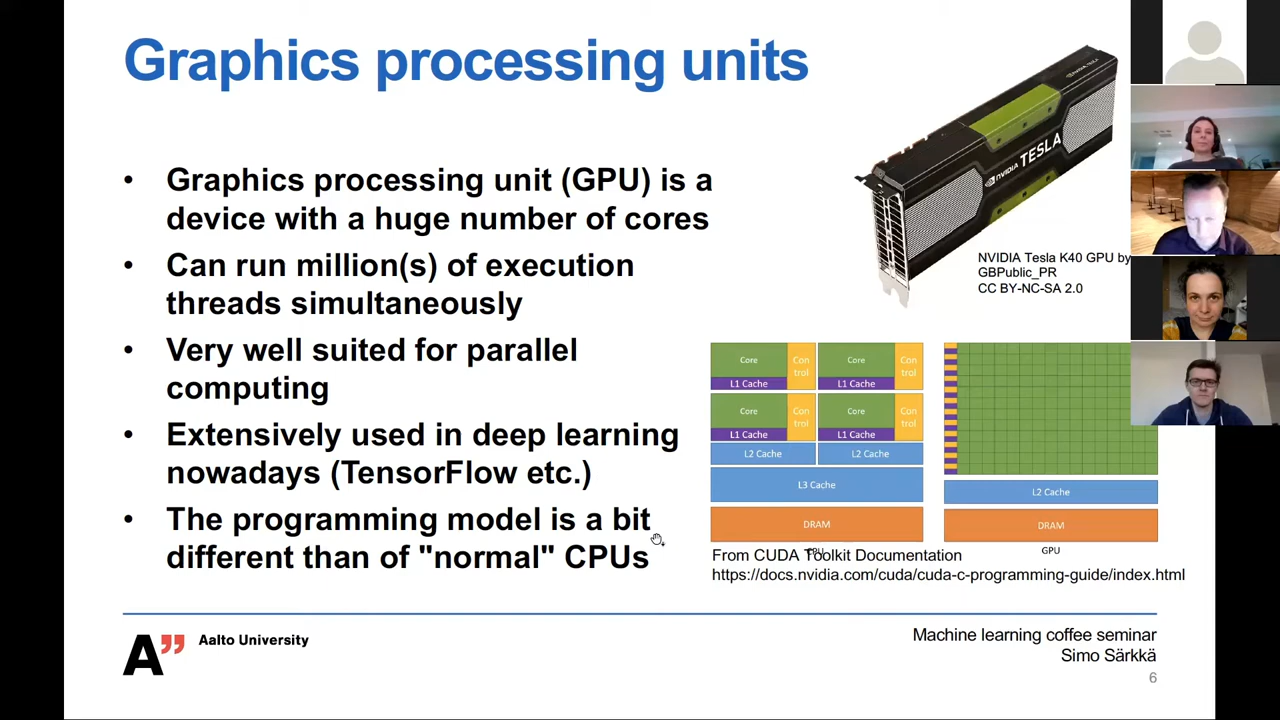 Graphics processing units
• Graphics processing unit (GPU) is a
device with a huge number of cores
• Can run million(s) of execution
threads simultaneously
• Very well suited for parallel
computing
• Extensively used in deep learning
nowadays (TensorFlow etc.)
• The programming model is a bit
different than of "normal" CPUs
NVIDIA TESLA
NVIDIA Tesla K40 GPU by
GBPublic_PR
CC BY-NC-SA 2.0
Core
Con
trol
Core
Con
trol
L1 Cache
L1 Cache
Core
Con
trol
Core
Con
trol
L1 Cache
L1 Cache
L2 Cache
L2 Cache
L3 Cache
DRAM
CPU
L2 Cache
DRAM
GPU
From CUDA Toolkit Documentation
https://docs.nvidia.com/cuda/cuda-c-programming-guide/index.html
A” Aalto University
Machine learning coffee seminar
Simo Särkkä
6